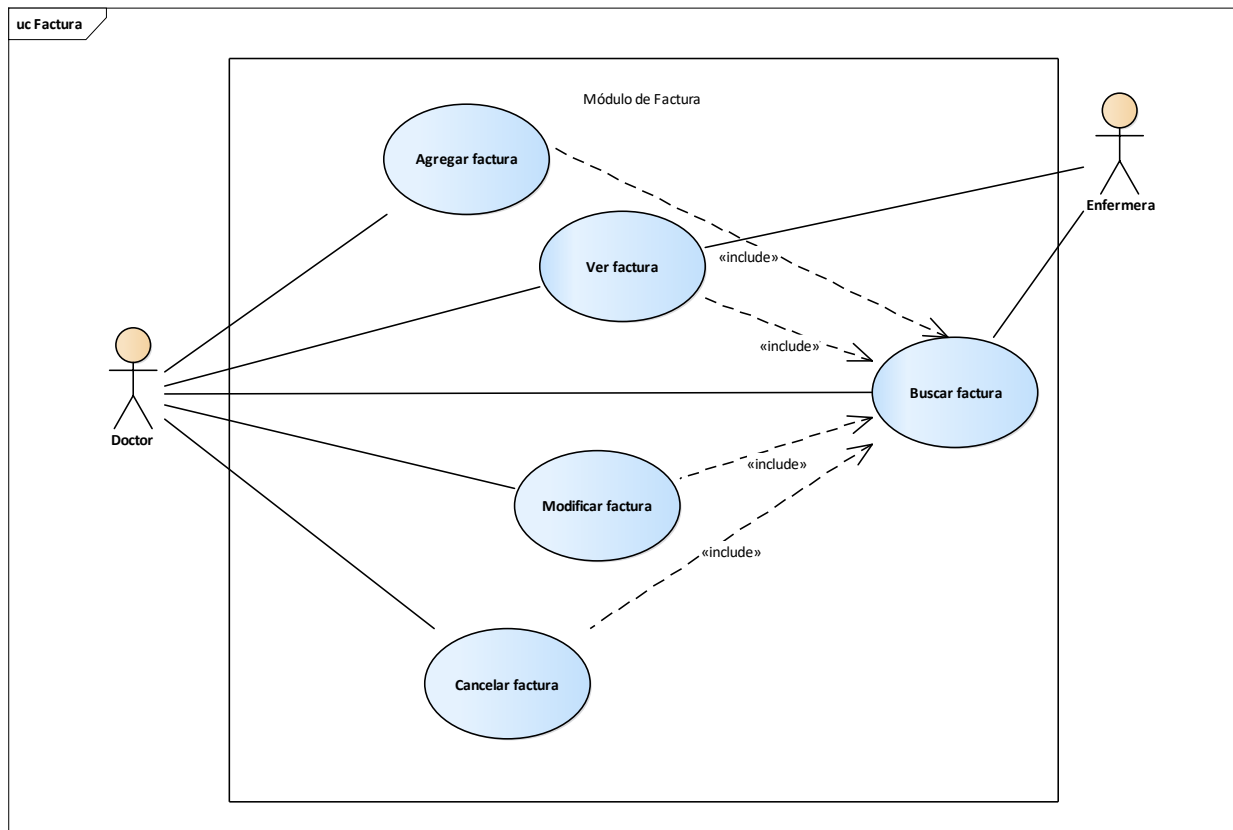 uc Factura
Módulo de Factura
Agregar factura
Enfermera
Ver factura
«include»
«include»
Buscar factura
Doctor
«include»
Modificar factura
«include»
Cancelar factura